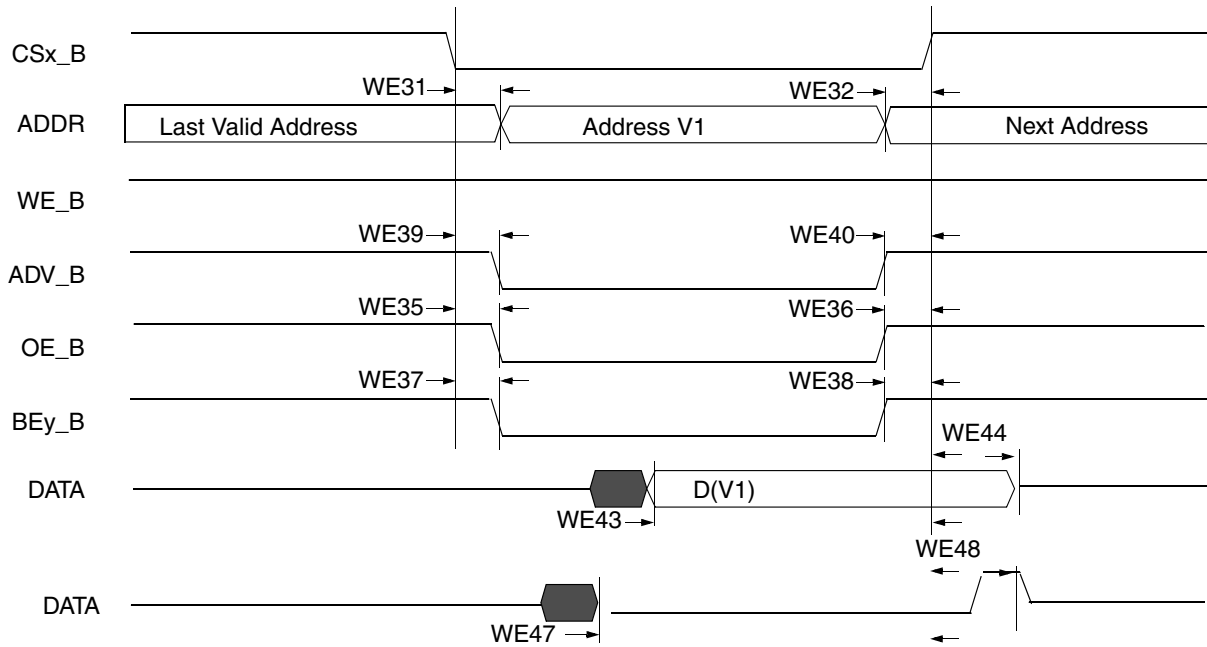 CSx_B
WE31
WE32
ADDR
Last Valid Address
Address V1
Next Address
WE_B
WE39
WE40
ADV_B
WE35
WE36
OE_B
WE37
WE38
BEy_B
WE44
DATA
D(V1)
WE43
WE48
DATA
WE47